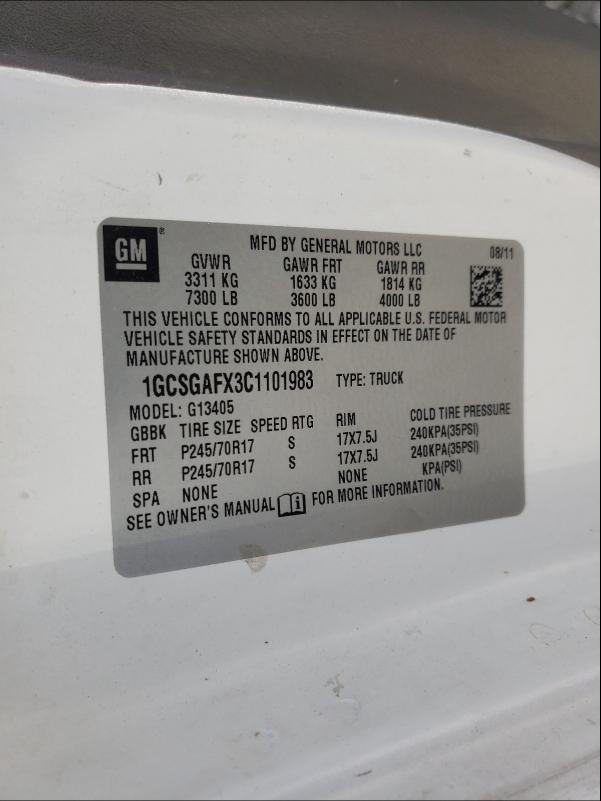 GM ®
MFD BY GENERAL MOTORS LLC 08/11
GVWR GAWR FRT GAWR RR
3311 KG 1633 KG 1814 KG
7300 LB 3600 LB 4000 LB
THIS VEHICLE CONFORMS TO ALL APPLICABLE U.S. FEDERAL MOTOR
VEHICLE SAFETY STANDARDS IN EFFECT ON THE DATE OF
MANUFACTURE SHOWN ABOVE.
1GCSGAFX3C1101983 TYPE: TRUCK
MODEL: G13405
GBBK TIRE SIZE SPEED RTG RIM COLD TIRE PRESSURE
FRT P245/70R17 S 17X7.5J 240KPA(35PSI)
RR P245/70R17 S 17X7.5J 240KPA(35PSI)
SPA NONE NONE KPA(PSI)
SEE OWNER'S MANUAL i FOR MORE INFORMATION.